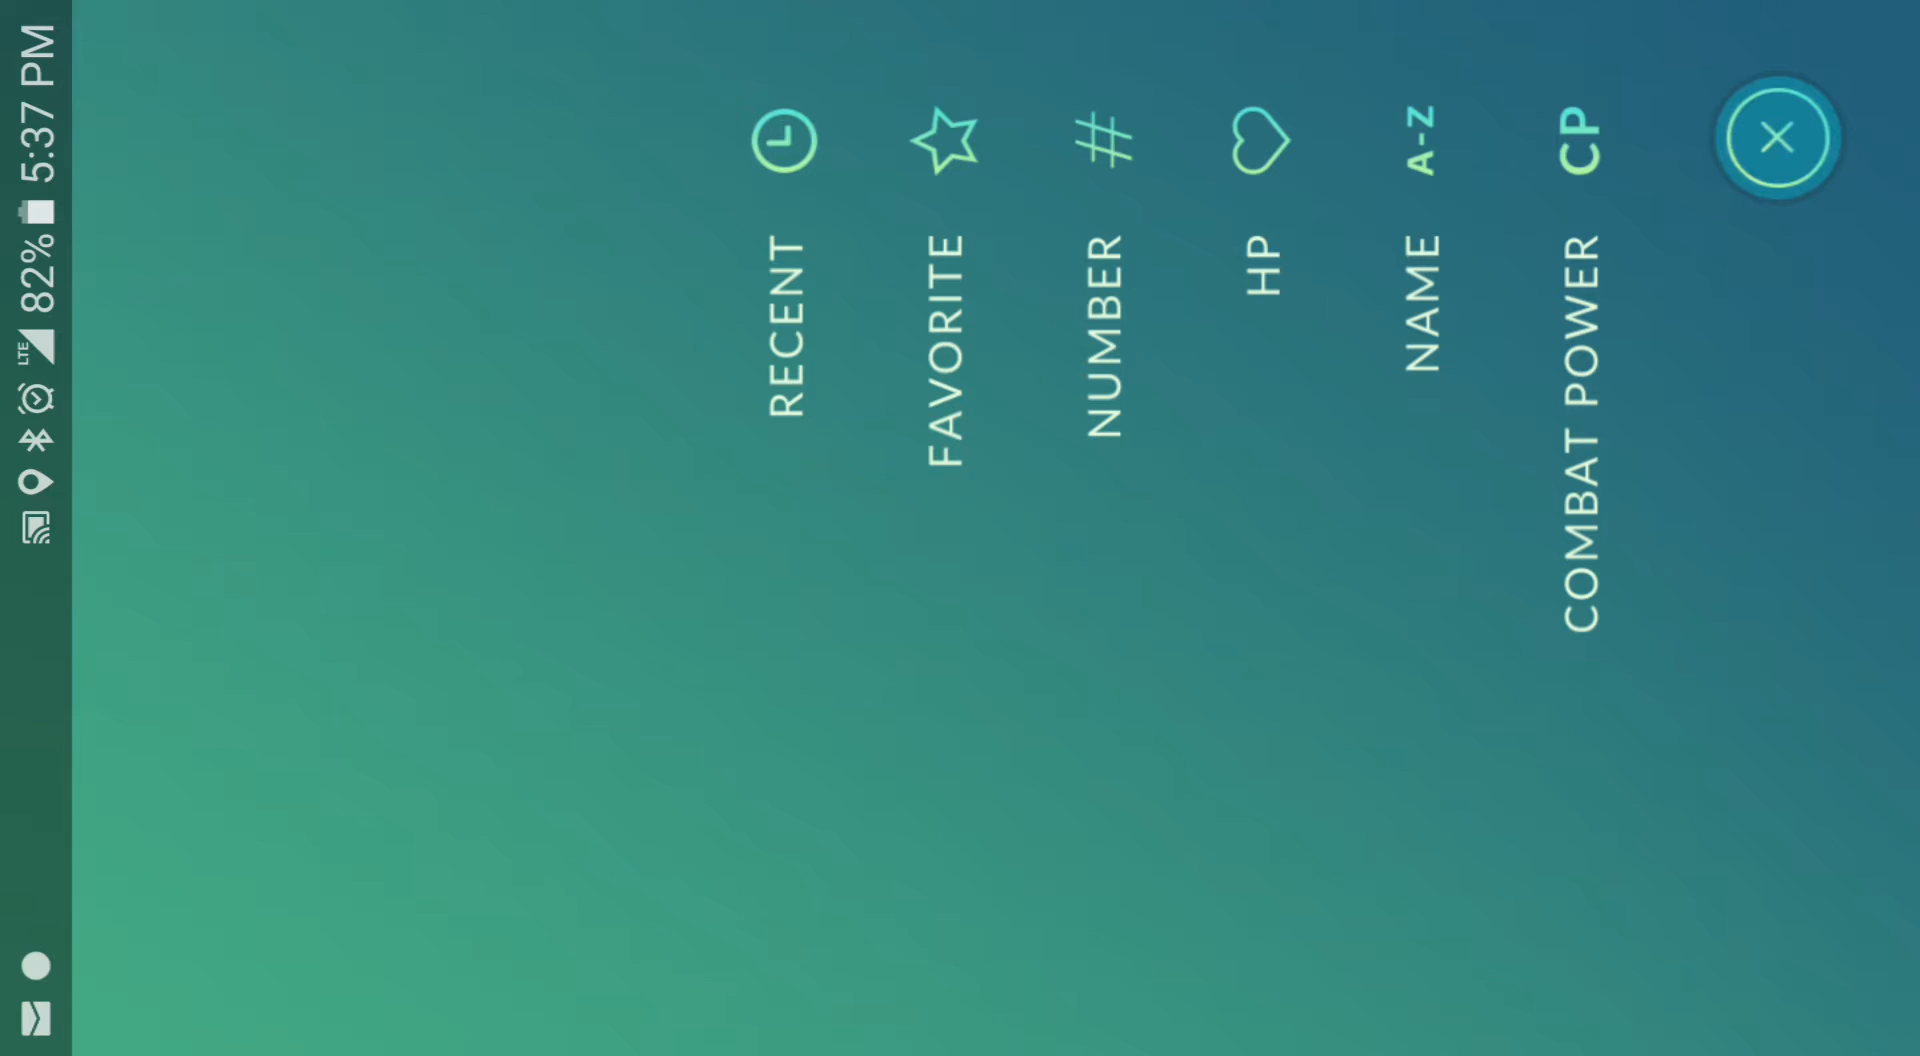 LTE 82% 5:37 PM
RECENT
FAVORITE
# NUMBER
HP
NAME A-Z
COMBAT POWER CP